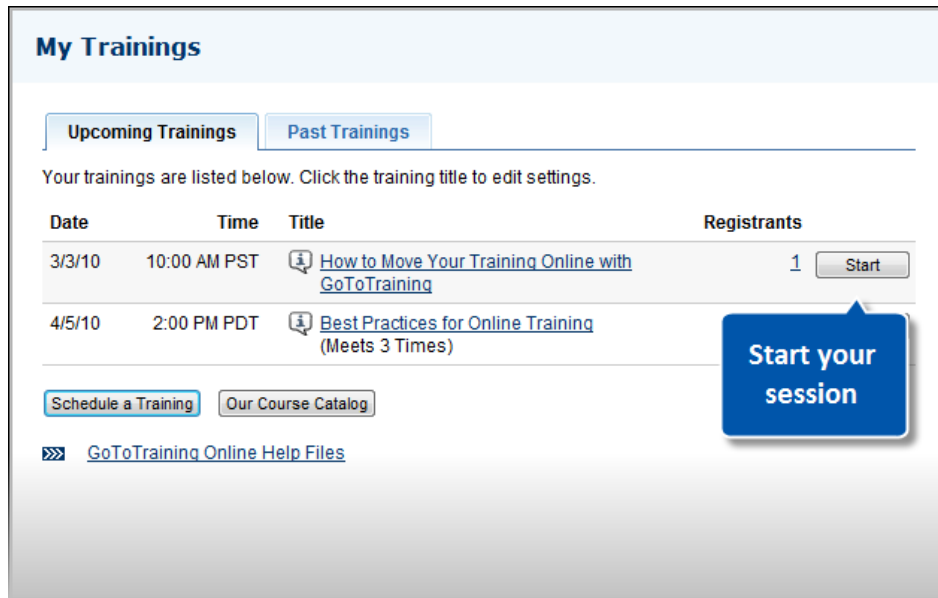 My Trainings
Upcoming Trainings Past Trainings
Your trainings are listed below. Click the training title to edit settings.
Date Time Title Registrants
3/3/10 10:00 AM PST How to Move Your Training Online with 1 Start
GoToTraining
4/5/10 2:00 PM PDT Best Practices for Online Training
(Meets 3 Times)
Start your
session
Schedule a Training Our Course Catalog
GoToTraining Online Help Files